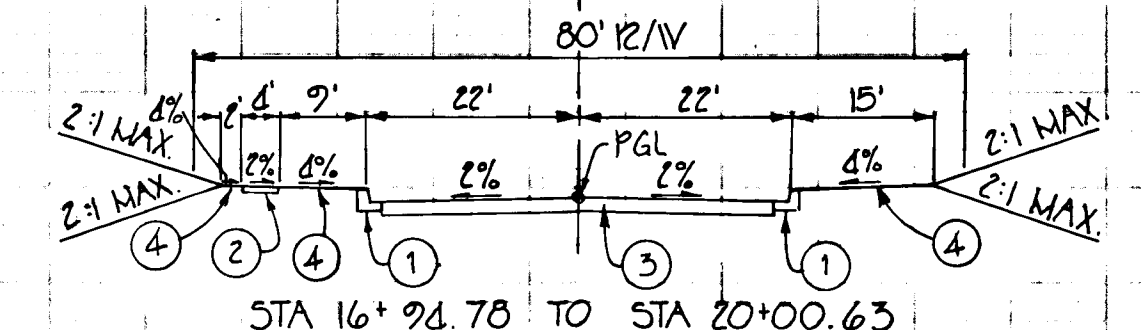 80' R/W
2' 4' 9' 22' 22' 15'
4%
2:1 MAX. 2:1 MAX
PGL
2% 4% 2% 2% 4%
2:1 MAX. 2:1 MAX.
4 2 4 1 3 1 4
STA 16+94.78 TO STA 20+00.63